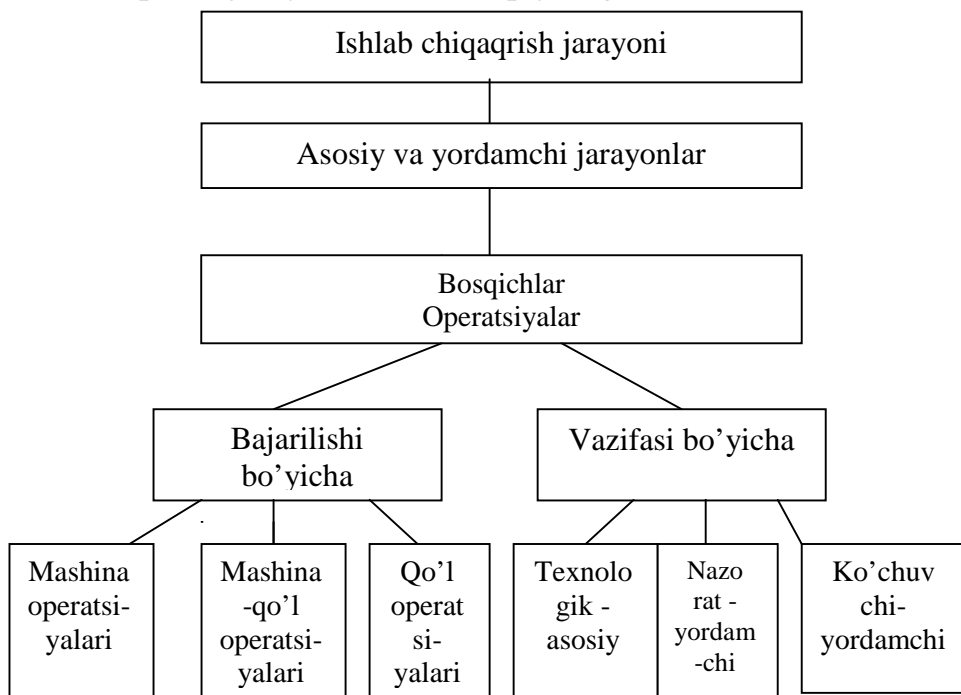 Ishlab chiqaqrish jarayoni
Asosiy va yordamchi jarayonlar
Bosqichlar
Operatsiyalar
Bajarilishi
bo’yicha
Vazifasi bo’yicha
Mashina
operatsi-
yalari
Mashina
-qo’l
operatsi-
yalari
Qo’l
operat
si-
yalari
Texnolo
gik -
asosiy
Nazo
rat -
yordam
-chi
Ko’chuv
chi-
yordamchi